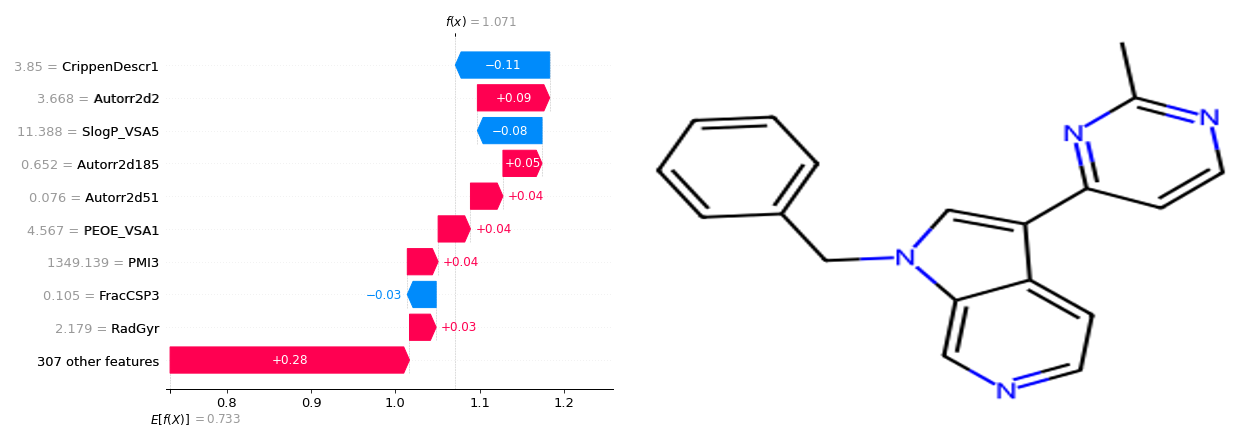 f(x) = 1.071
3.85 = CrippenDescr1
−0.11
3.668 = Autorr2d2
+0.09
11.388 = SlogP_VSA5
−0.08
0.652 = Autorr2d185
+0.05
0.076 = Autorr2d51
+0.04
4.567 = PEOE_VSA1
+0.04
1349.139 = PMI3
+0.04
0.105 = FracCSP3
−0.03
2.179 = RadGyr
+0.03
307 other features
+0.28
0.8 0.9 1.0 1.1 1.2
E[f(X)] = 0.733
N
N
N
N